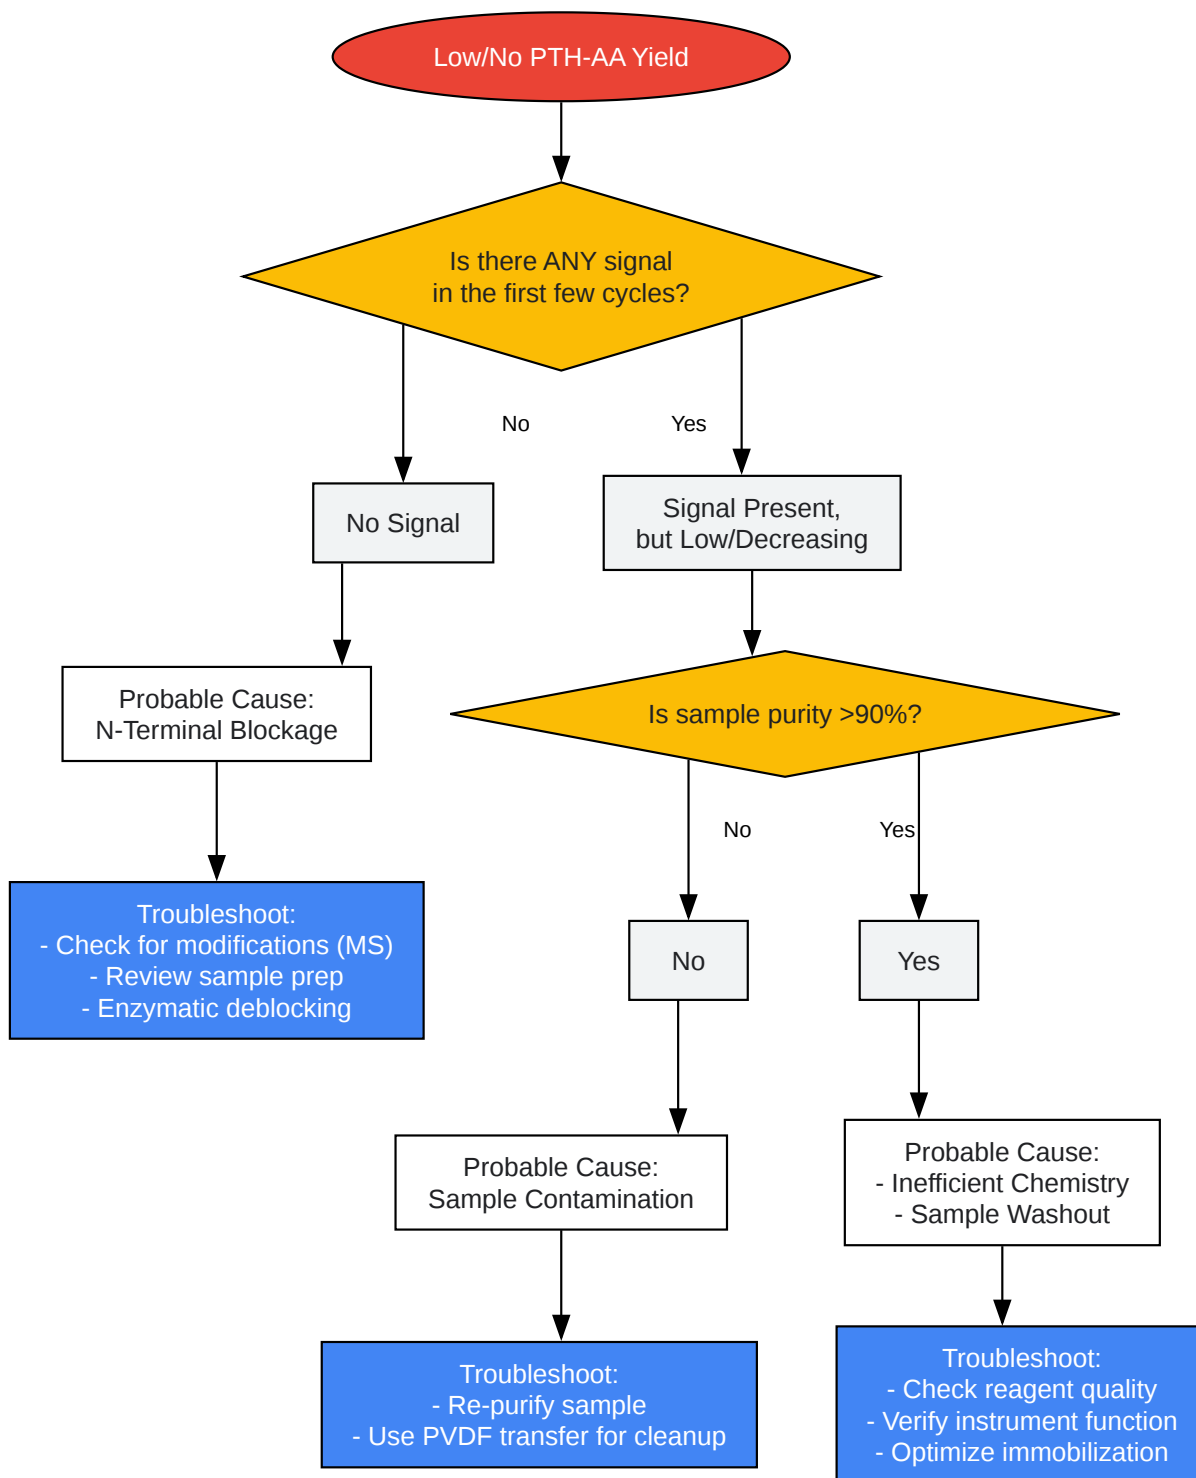 Low/No PTH-AA Yield
Is there ANY signal
in the first few cycles?
No
Yes
No Signal
Signal Present,
but Low/Decreasing
Probable Cause:
N-Terminal Blockage
Is sample purity >90%?
No
Yes
Troubleshoot:
- Check for modifications (MS)
- Review sample prep
- Enzymatic deblocking
No
Yes
Probable Cause:
Sample Contamination
Probable Cause:
- Inefficient Chemistry
- Sample Washout
Troubleshoot:
- Re-purify sample
- Use PVDF transfer for cleanup
Troubleshoot:
- Check reagent quality
- Verify instrument function
- Optimize immobilization